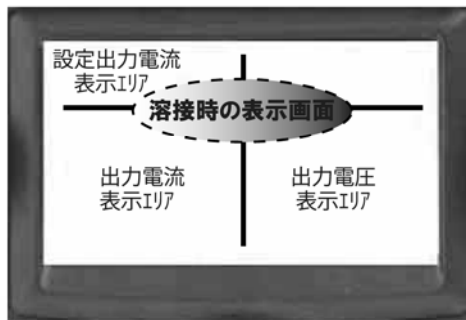 設定出力電流
表示エリア
溶接時の表示画面
出力電流
表示エリア
出力電圧
表示エリア